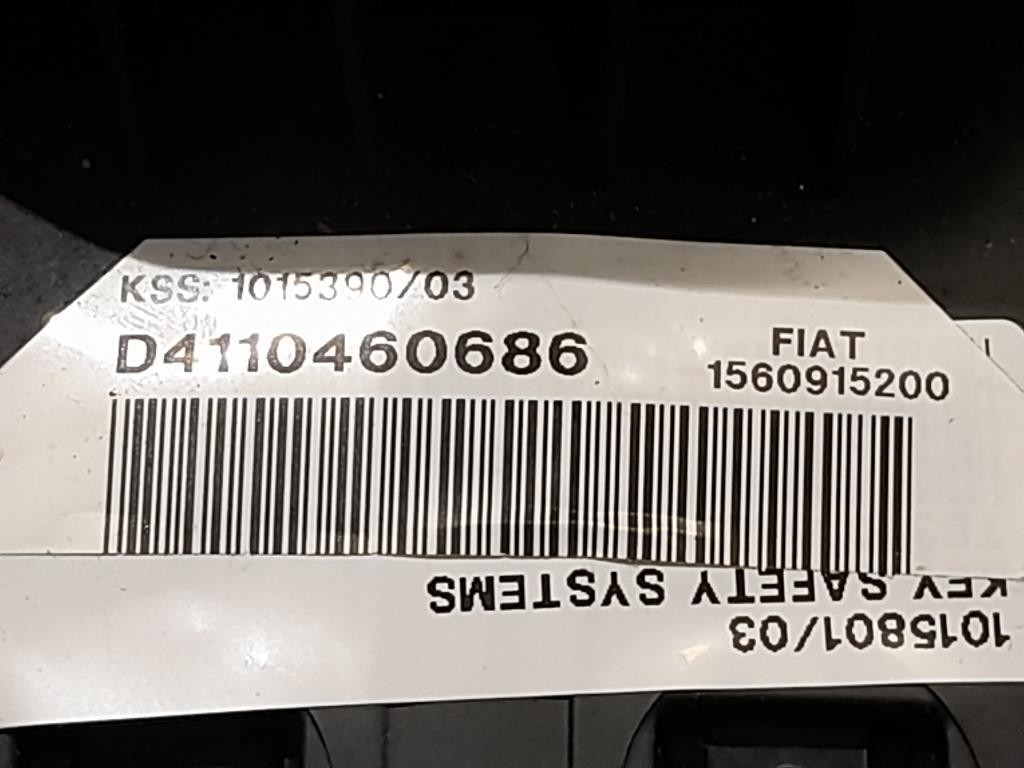 KSS: 1015390/03
D4110460686
FIAT
1560915200
KEY SAFETY SYSTEMS
1015801/03